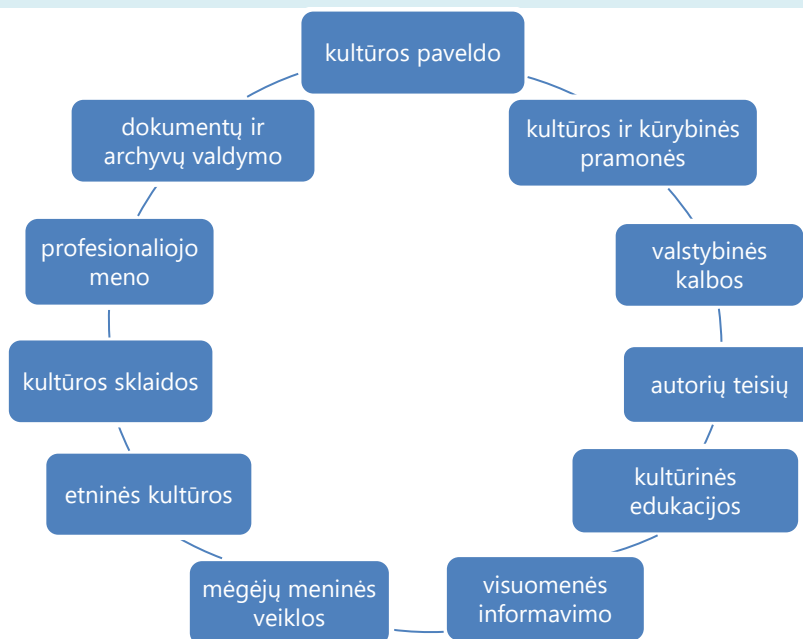 kultūros paveldo
kultūros ir kūrybinės
pramonės
valstybinės
kalbos
autorių teisių
kultūrinės
edukacijos
visuomenės
informavimo
mėgėjų meninės
veiklos
etninės kultūros
kultūros sklaidos
profesionaliojo
meno
dokumentų ir
archyvų valdymo